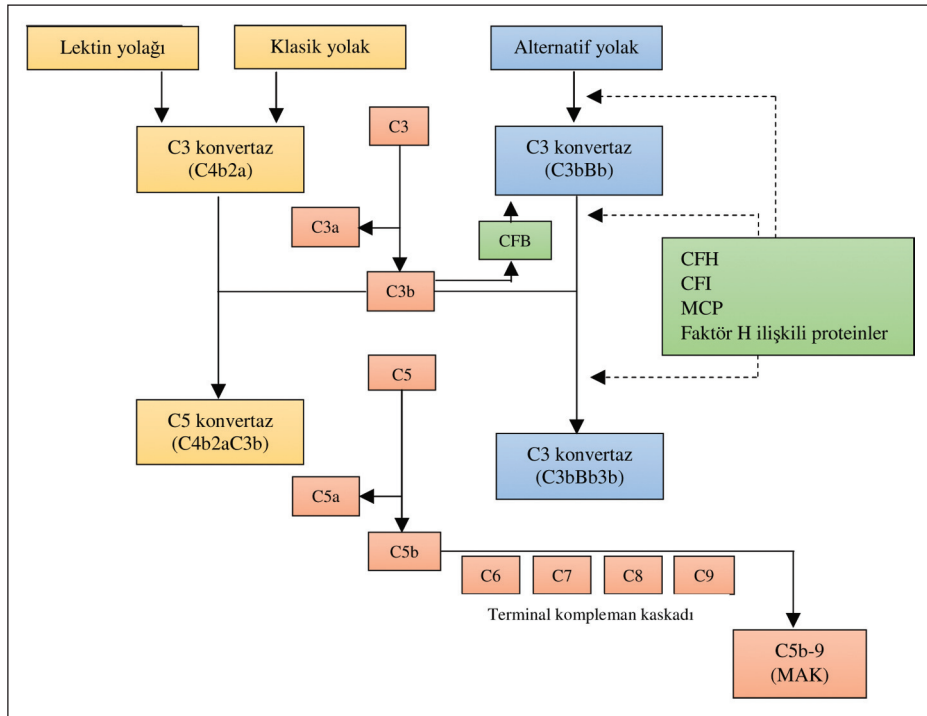 Lektin yolağı
Klasik yolak
Alternatif yolak
C3
C3 konvertaz
(C4b2a)
C3 konvertaz
(C3bBb)
C3a
CFB
C3b
CFH
CFI
MCP
Faktör H ilişkili proteinler
C5
C5 konvertaz
(C4b2aC3b)
C3 konvertaz
(C3bBb3b)
C5a
C5b
C6
C7
C8
C9
Terminal kompleman kaskadı
C5b-9
(MAK)